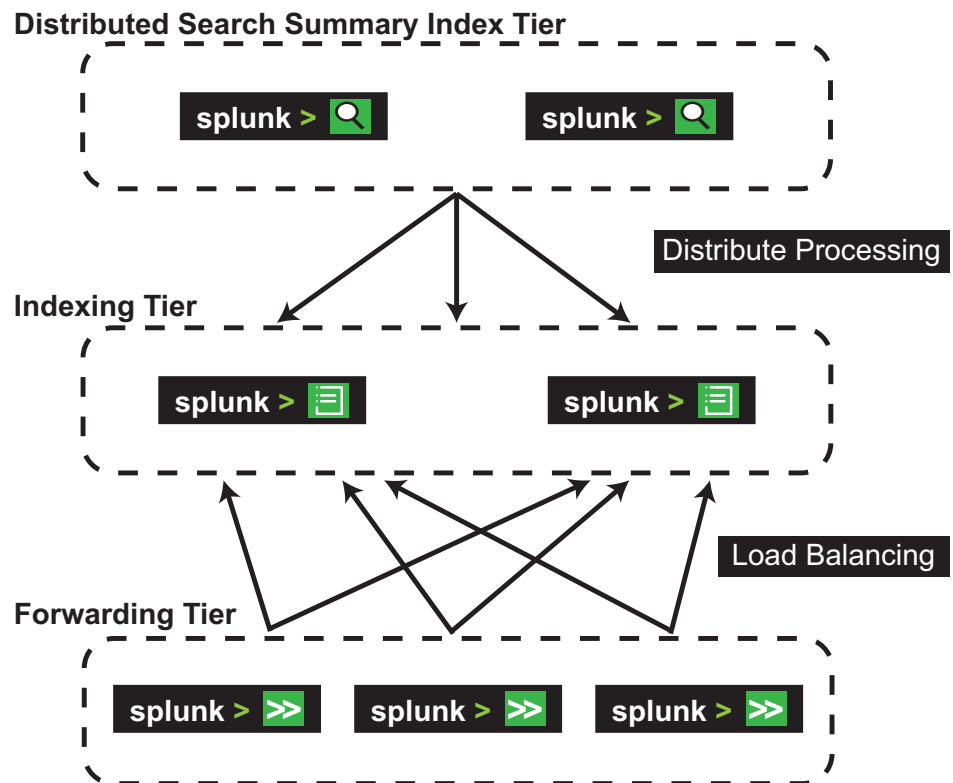 Distributed Search Summary Index Tier
splunk > splunk >
Distribute Processing
Indexing Tier
splunk > splunk >
Load Balancing
Forwarding Tier
splunk > >> splunk > >> splunk > >>